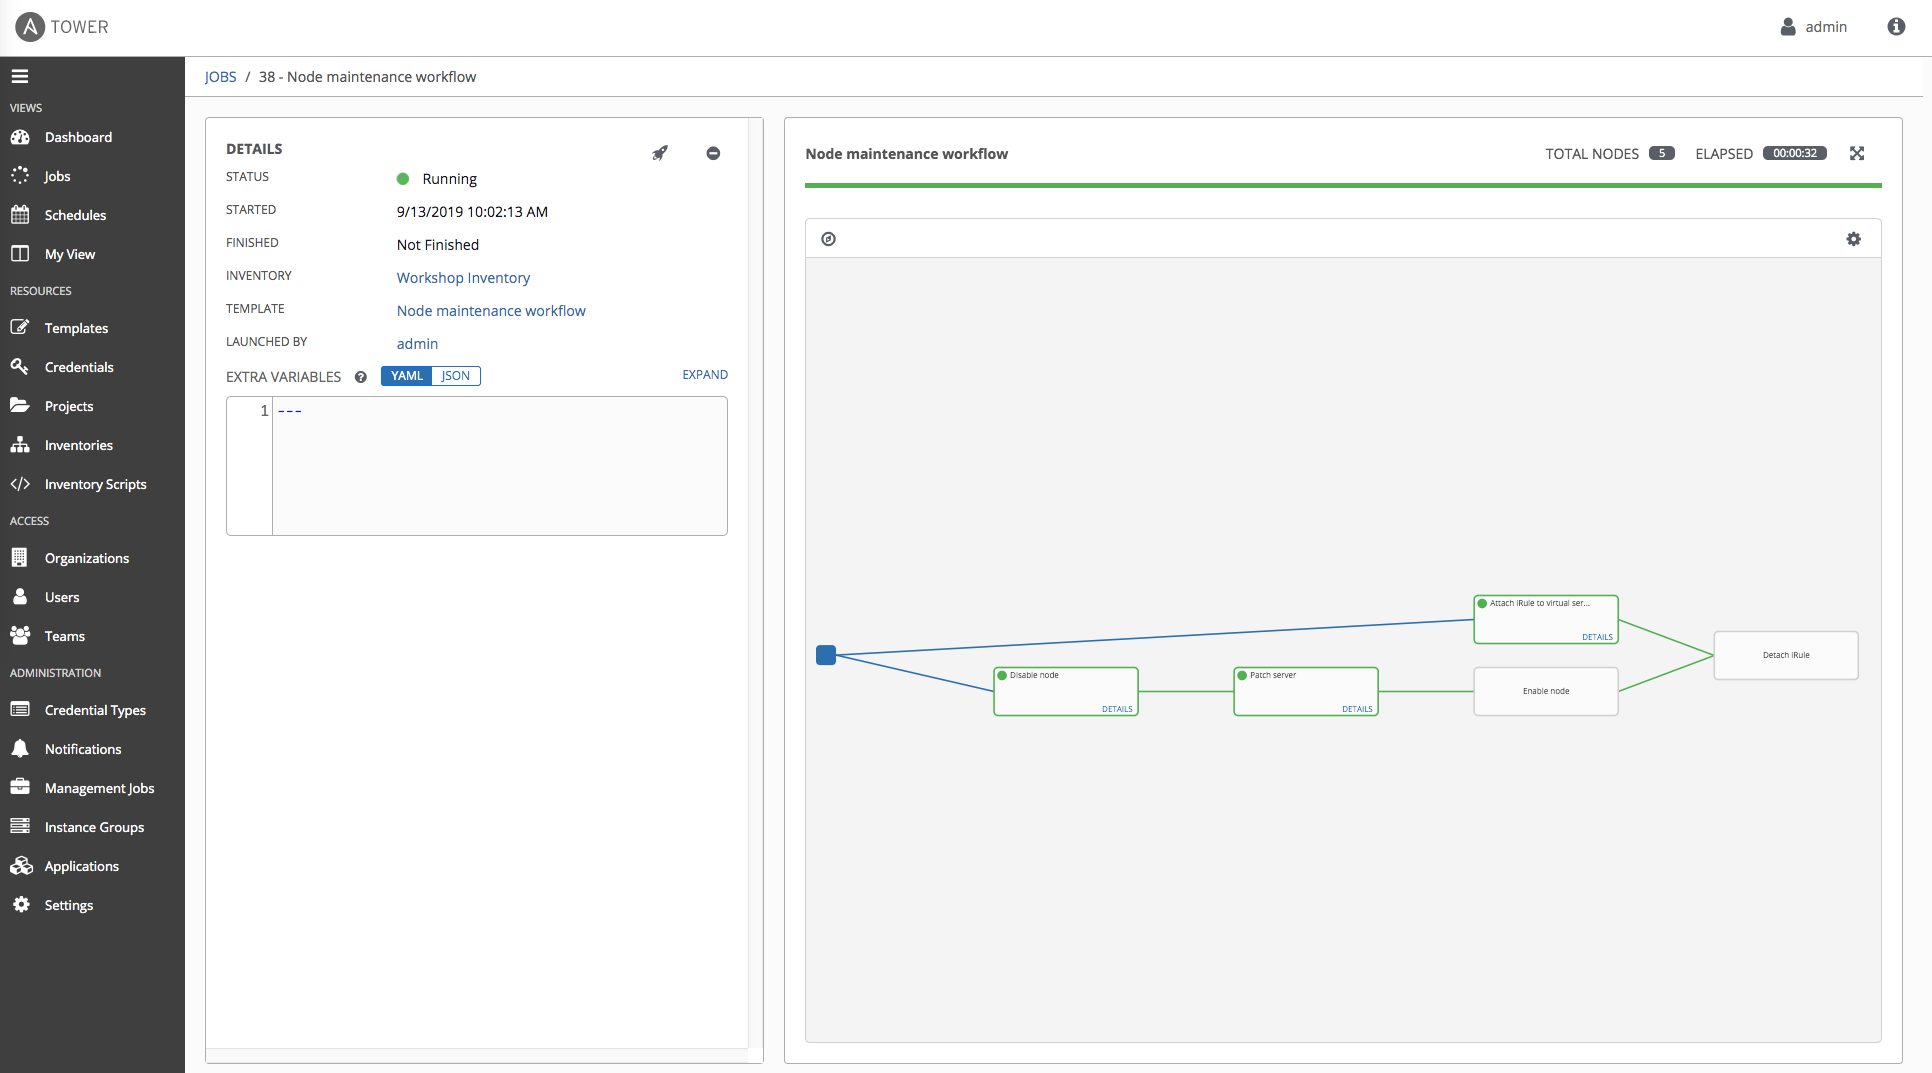 TOWER
admin
VIEWS
Dashboard
Jobs
Schedules
My View
RESOURCES
Templates
Credentials
Projects
Inventories
Inventory Scripts
ACCESS
Organizations
Users
Teams
ADMINISTRATION
Credential Types
Notifications
Management Jobs
Instance Groups
Applications
Settings
JOBS / 38 - Node maintenance workflow
DETAILS
STATUS Running
STARTED 9/13/2019 10:02:13 AM
FINISHED Not Finished
INVENTORY Workshop Inventory
TEMPLATE Node maintenance workflow
LAUNCHED BY admin
EXTRA VARIABLES YAML JSON EXPAND
1 ---
Node maintenance workflow TOTAL NODES 5 ELAPSED 00:00:32
Attach iRule to virtual ser...
DETAILS
Disable node
DETAILS
Patch server
DETAILS
Enable node
Detach iRule